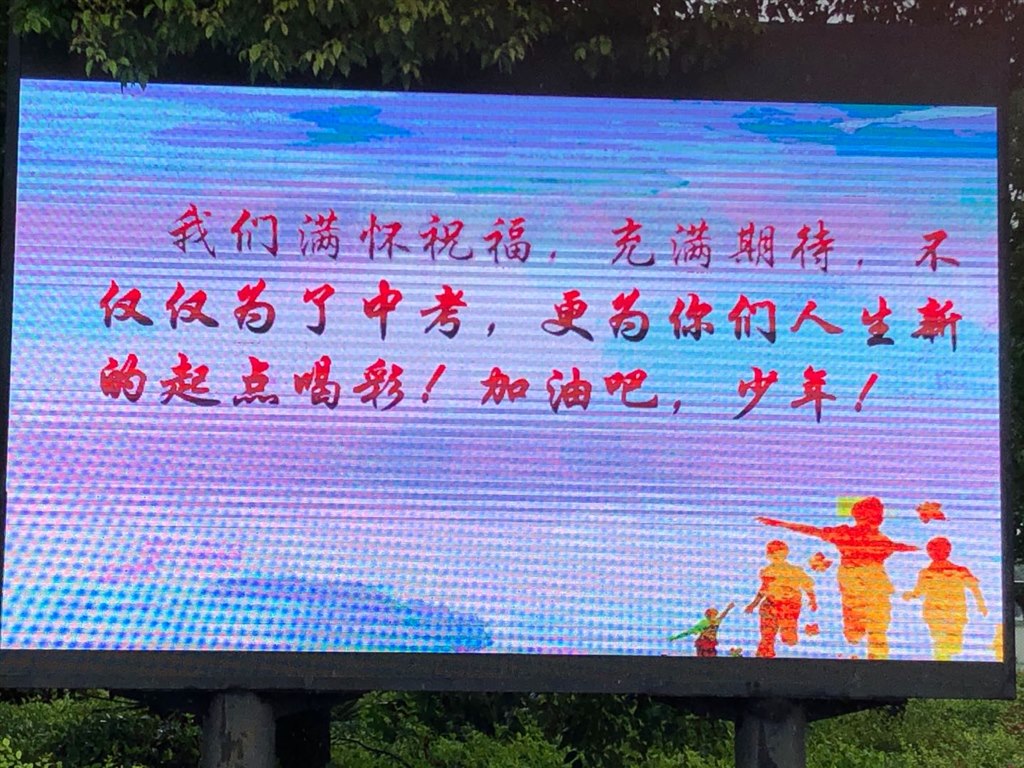 我们满怀祝福，充满期待，不
仅仅为了中考，更为你们人生新
的起点喝彩！加油吧，少年！